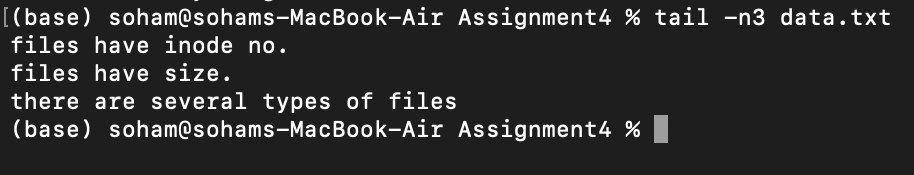 [(base) soham@sohams-MacBook-Air Assignment4 % tail -n3 data.txt
files have inode no.
files have size.
there are several types of files
(base) soham@sohams-MacBook-Air Assignment4 %